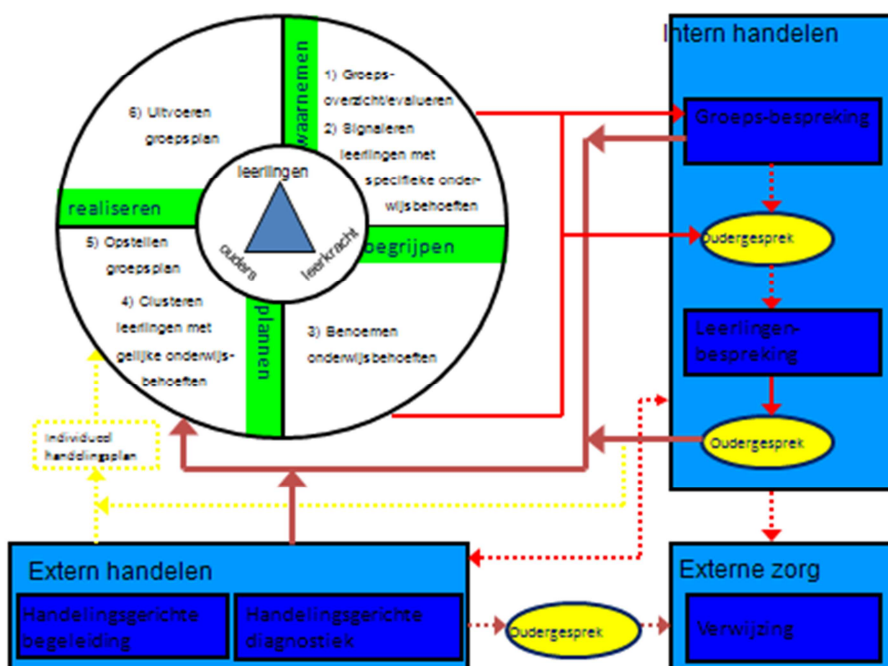 waarnemen
1) Groeps-
overzicht/evalueren
2) Signaleren
leerlingen met
specifieke onder-
wijsbehoeften
begrijpen
3) Benoemen
onderwijsbehoeften
plannen
4) Clusteren
leerlingen met
gelijke onderwijs-
behoeften
5) Opstellen
groepsplan
realiseren
6) Uitvoeren
groepsplan
leerlingen
ouders
leerkracht
Individueel
handelingsplan
Intern handelen
Groeps-bespreking
Oudergesprek
Leerlingen-
bespreking
Oudergesprek
Extern handelen
Handelingsgerichte
begeleiding
Handelingsgerichte
diagnostiek
Oudergesprek
Externe zorg
Verwijzing